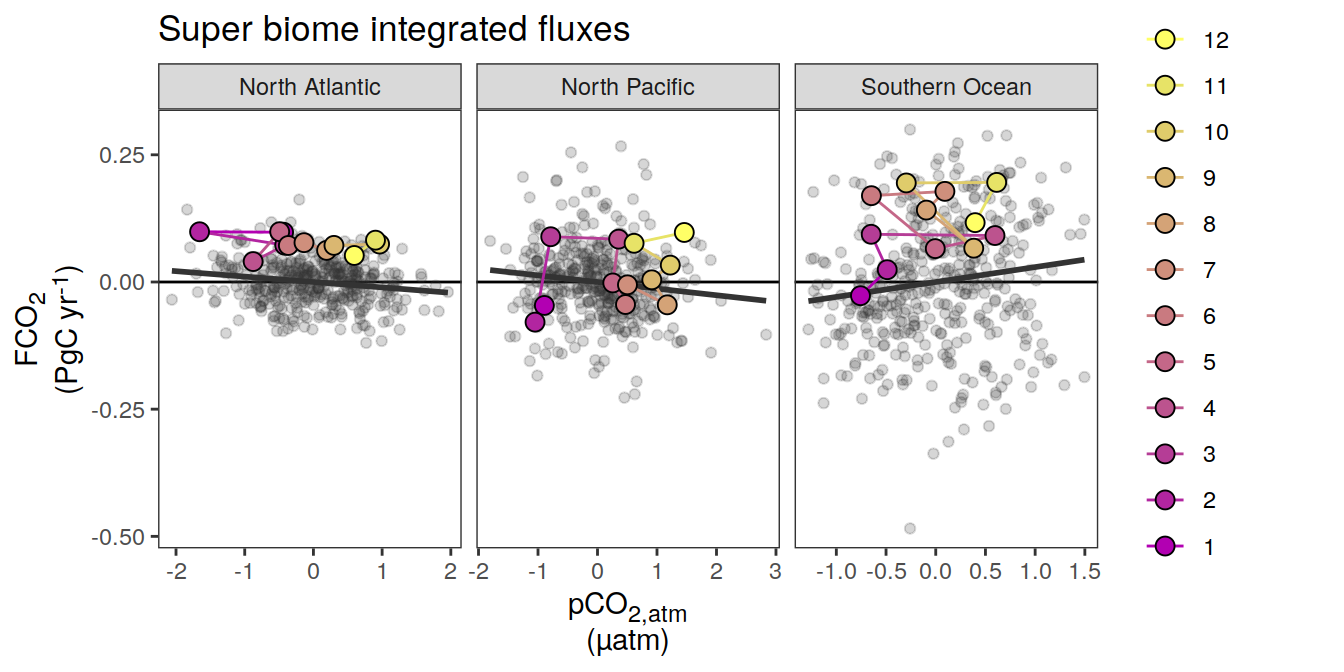 Super biome integrated fluxes
North Atlantic
North Pacific
Southern Ocean
0.25
0.00
-0.25
-0.50
FCO₂
(PgC yr⁻¹)
-2 -1 0 1 2
-2 -1 0 1 2 3
-1.0 -0.5 0.0 0.5 1.0 1.5
pCO₂,atm
(µatm)
12
11
10
9
8
7
6
5
4
3
2
1